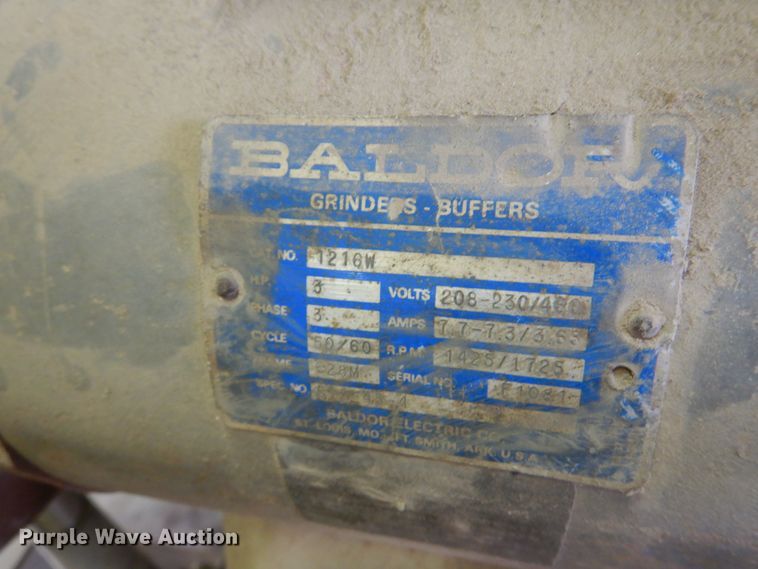 BALDOR
GRINDERS - BUFFERS
NO. 1216W
H.P. 3 VOLTS 208-230/460
PHASE 3 AMPS 7.7-7.3/3.65
CYCLE 50/60 R.P.M. 1425/1725
SERIAL NO.
SPEC. NO.
BALDOR ELECTRIC CO.
ST. LOUIS, MO. FT. SMITH, ARK. U.S.A.
Purple Wave Auction